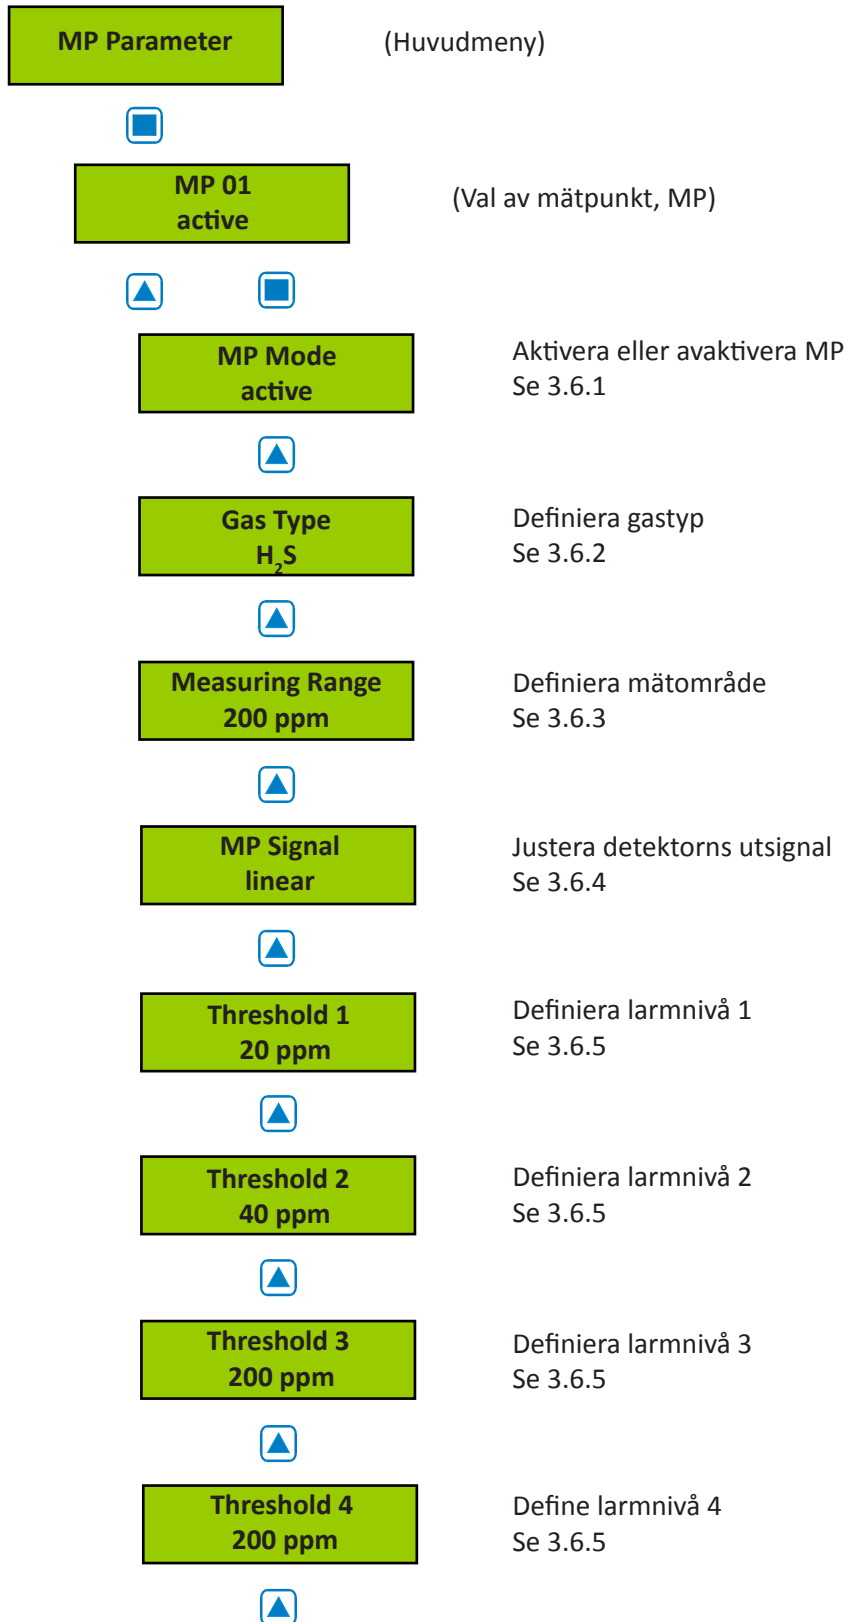 MP Parameter
(Huvudmeny)
MP 01
active
(Val av mätpunkt, MP)
MP Mode
active
Aktivera eller avaktivera MP
Se 3.6.1
Gas Type
H₂S
Definiera gastyp
Se 3.6.2
Measuring Range
200 ppm
Definiera mätområde
Se 3.6.3
MP Signal
linear
Justera detektorns utsignal
Se 3.6.4
Threshold 1
20 ppm
Definiera larmnivå 1
Se 3.6.5
Threshold 2
40 ppm
Definiera larmnivå 2
Se 3.6.5
Threshold 3
200 ppm
Definiera larmnivå 3
Se 3.6.5
Threshold 4
200 ppm
Define larmnivå 4
Se 3.6.5